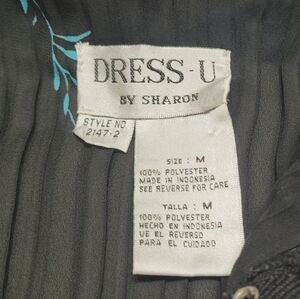 DRESS-U
BY SHARON
STYLE NO
2147-2
SIZE : M
100% POLYESTER
MADE IN INDONESIA
SEE REVERSE FOR CARE
TALLA : M
100% POLYESTER
HECHO EN INDONESIA
UE EL REVERSO
PARA EL CUIDADO